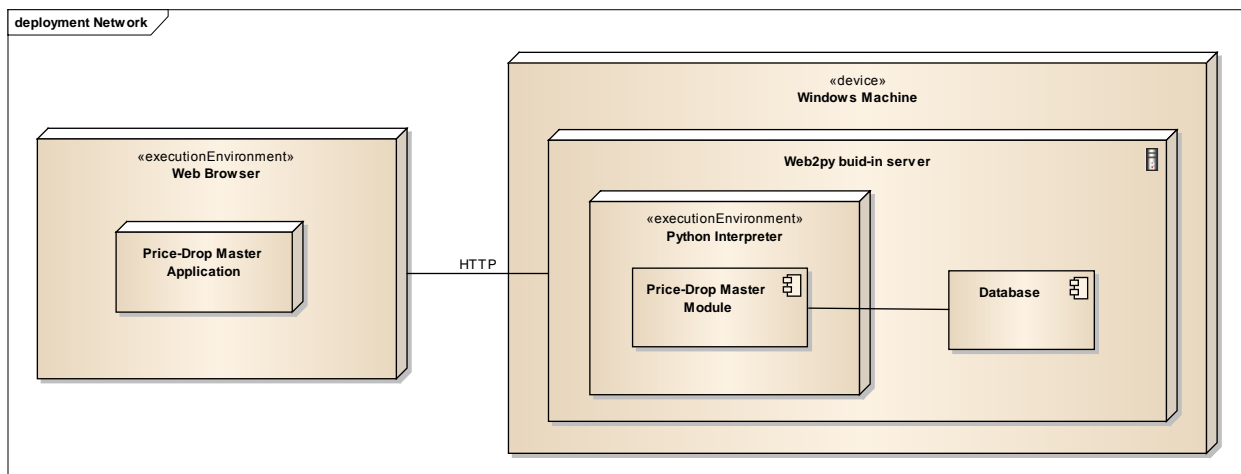 deployment Network
«device»
Windows Machine
«executionEnvironment»
Web Browser
Web2py buid-in server
«executionEnvironment»
Python Interpreter
Price-Drop Master
Application
HTTP
Price-Drop Master
Module
Database